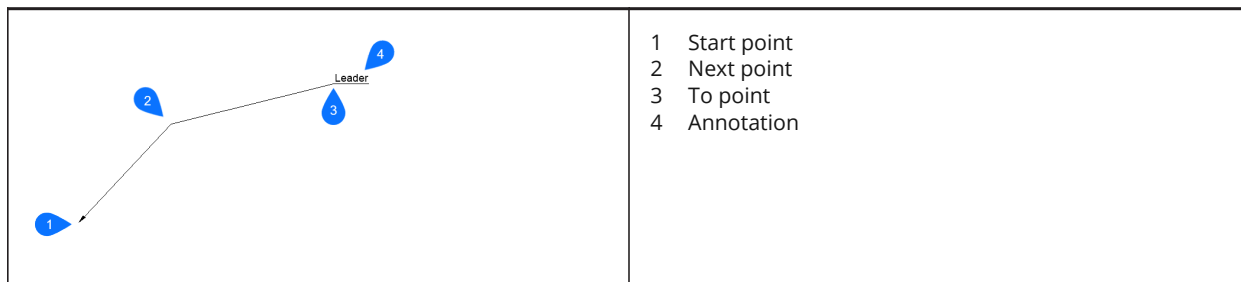 4
Leader
2
3
1
1 Start point
2 Next point
3 To point
4 Annotation